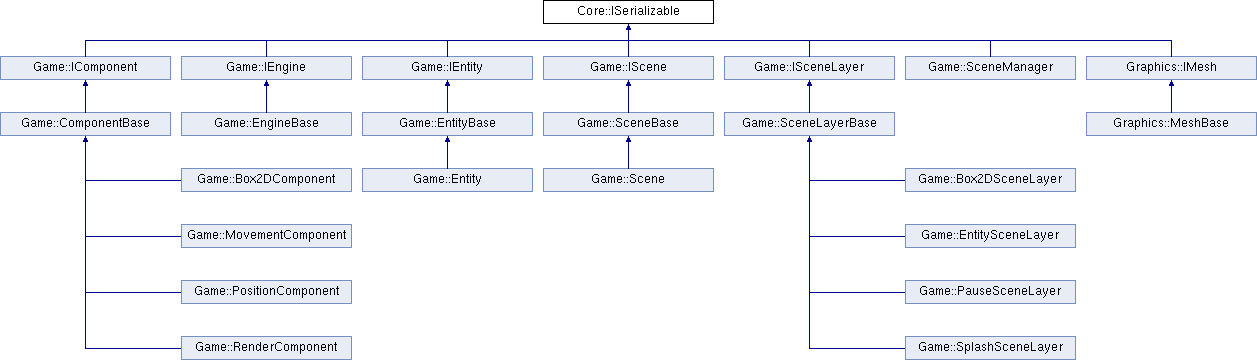 Core::ISerializable
Game::IComponent
Game::IEngine
Game::IEntity
Game::IScene
Game::ISceneLayer
Game::SceneManager
Graphics::IMesh
Game::ComponentBase
Game::EngineBase
Game::EntityBase
Game::SceneBase
Game::SceneLayerBase
Graphics::MeshBase
Game::Box2DComponent
Game::Entity
Game::Scene
Game::Box2DSceneLayer
Game::MovementComponent
Game::EntitySceneLayer
Game::PositionComponent
Game::PauseSceneLayer
Game::RenderComponent
Game::SplashSceneLayer